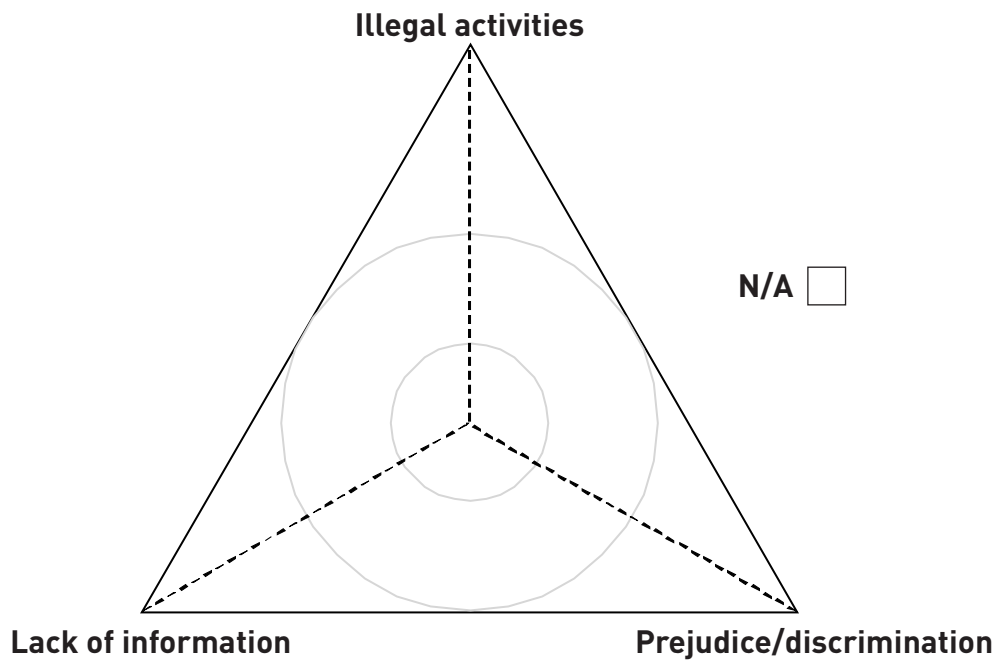 Illegal activities
N/A
Lack of information
Prejudice/discrimination